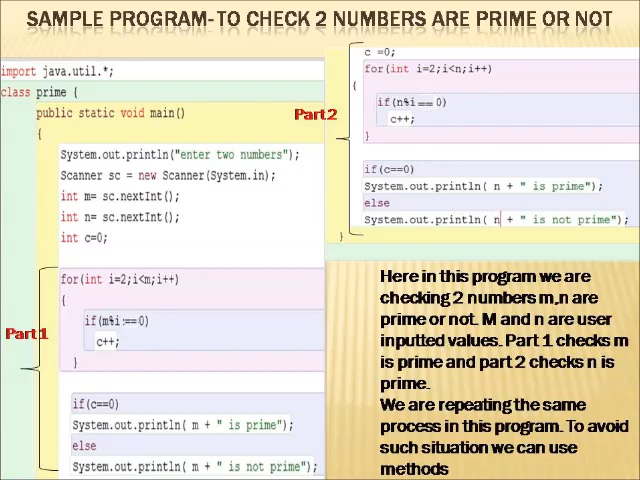 SAMPLE PROGRAM-TO CHECK 2 NUMBERS ARE PRIME OR NOT
import java.util.*;
class prime {
public static void main()
{
System.out.println("enter two numbers");
Scanner sc = new Scanner(System.in);
int m= sc.nextInt();
int n= sc.nextInt();
int c=0;
Part 1
for(int i=2;i<m;i++)
{
if(m%i==0)
c++;
}
if(c==0)
System.out.println( m + " is prime");
else
System.out.println( m + " is not prime");
Part 2
c =0;
for(int i=2;i<n;i++)
{
if(n%i==0)
c++;
}
if(c==0)
System.out.println( n + " is prime");
else
System.out.println( n + " is not prime");
}
Here in this program we are
checking 2 numbers m,n are
prime or not. M and n are user
inputted values. Part 1 checks m
is prime and part 2 checks n is
prime.
We are repeating the same
process in this program. To avoid
such situation we can use
methods